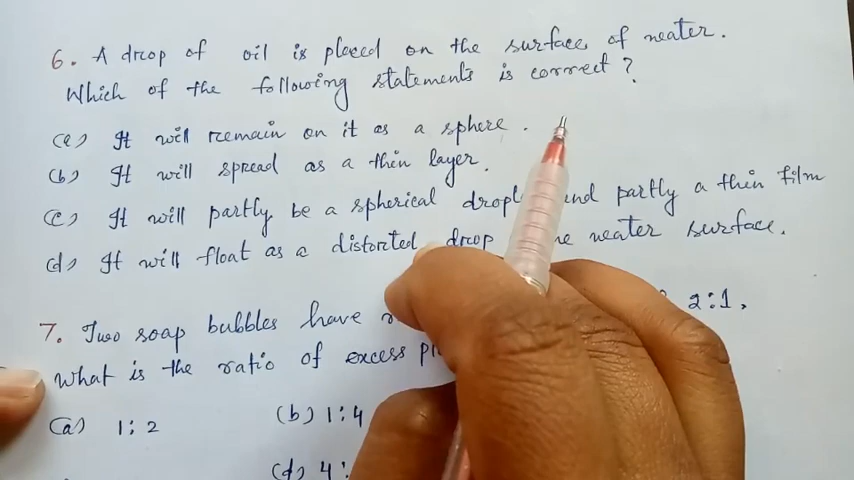 6. A drop of oil is placed on the surface of water.
Which of the following statements is correct?
(a) It will remain on it as a sphere.
(b) It will spread as a thin layer.
(c) It will partly be a spherical and partly a thin film
(d) It will float as a distorted drop water surface.
7. Two soap bubbles have 2:1,
What is the ratio of excess
(a) 1:2 (b) 1:4
(d) 4: